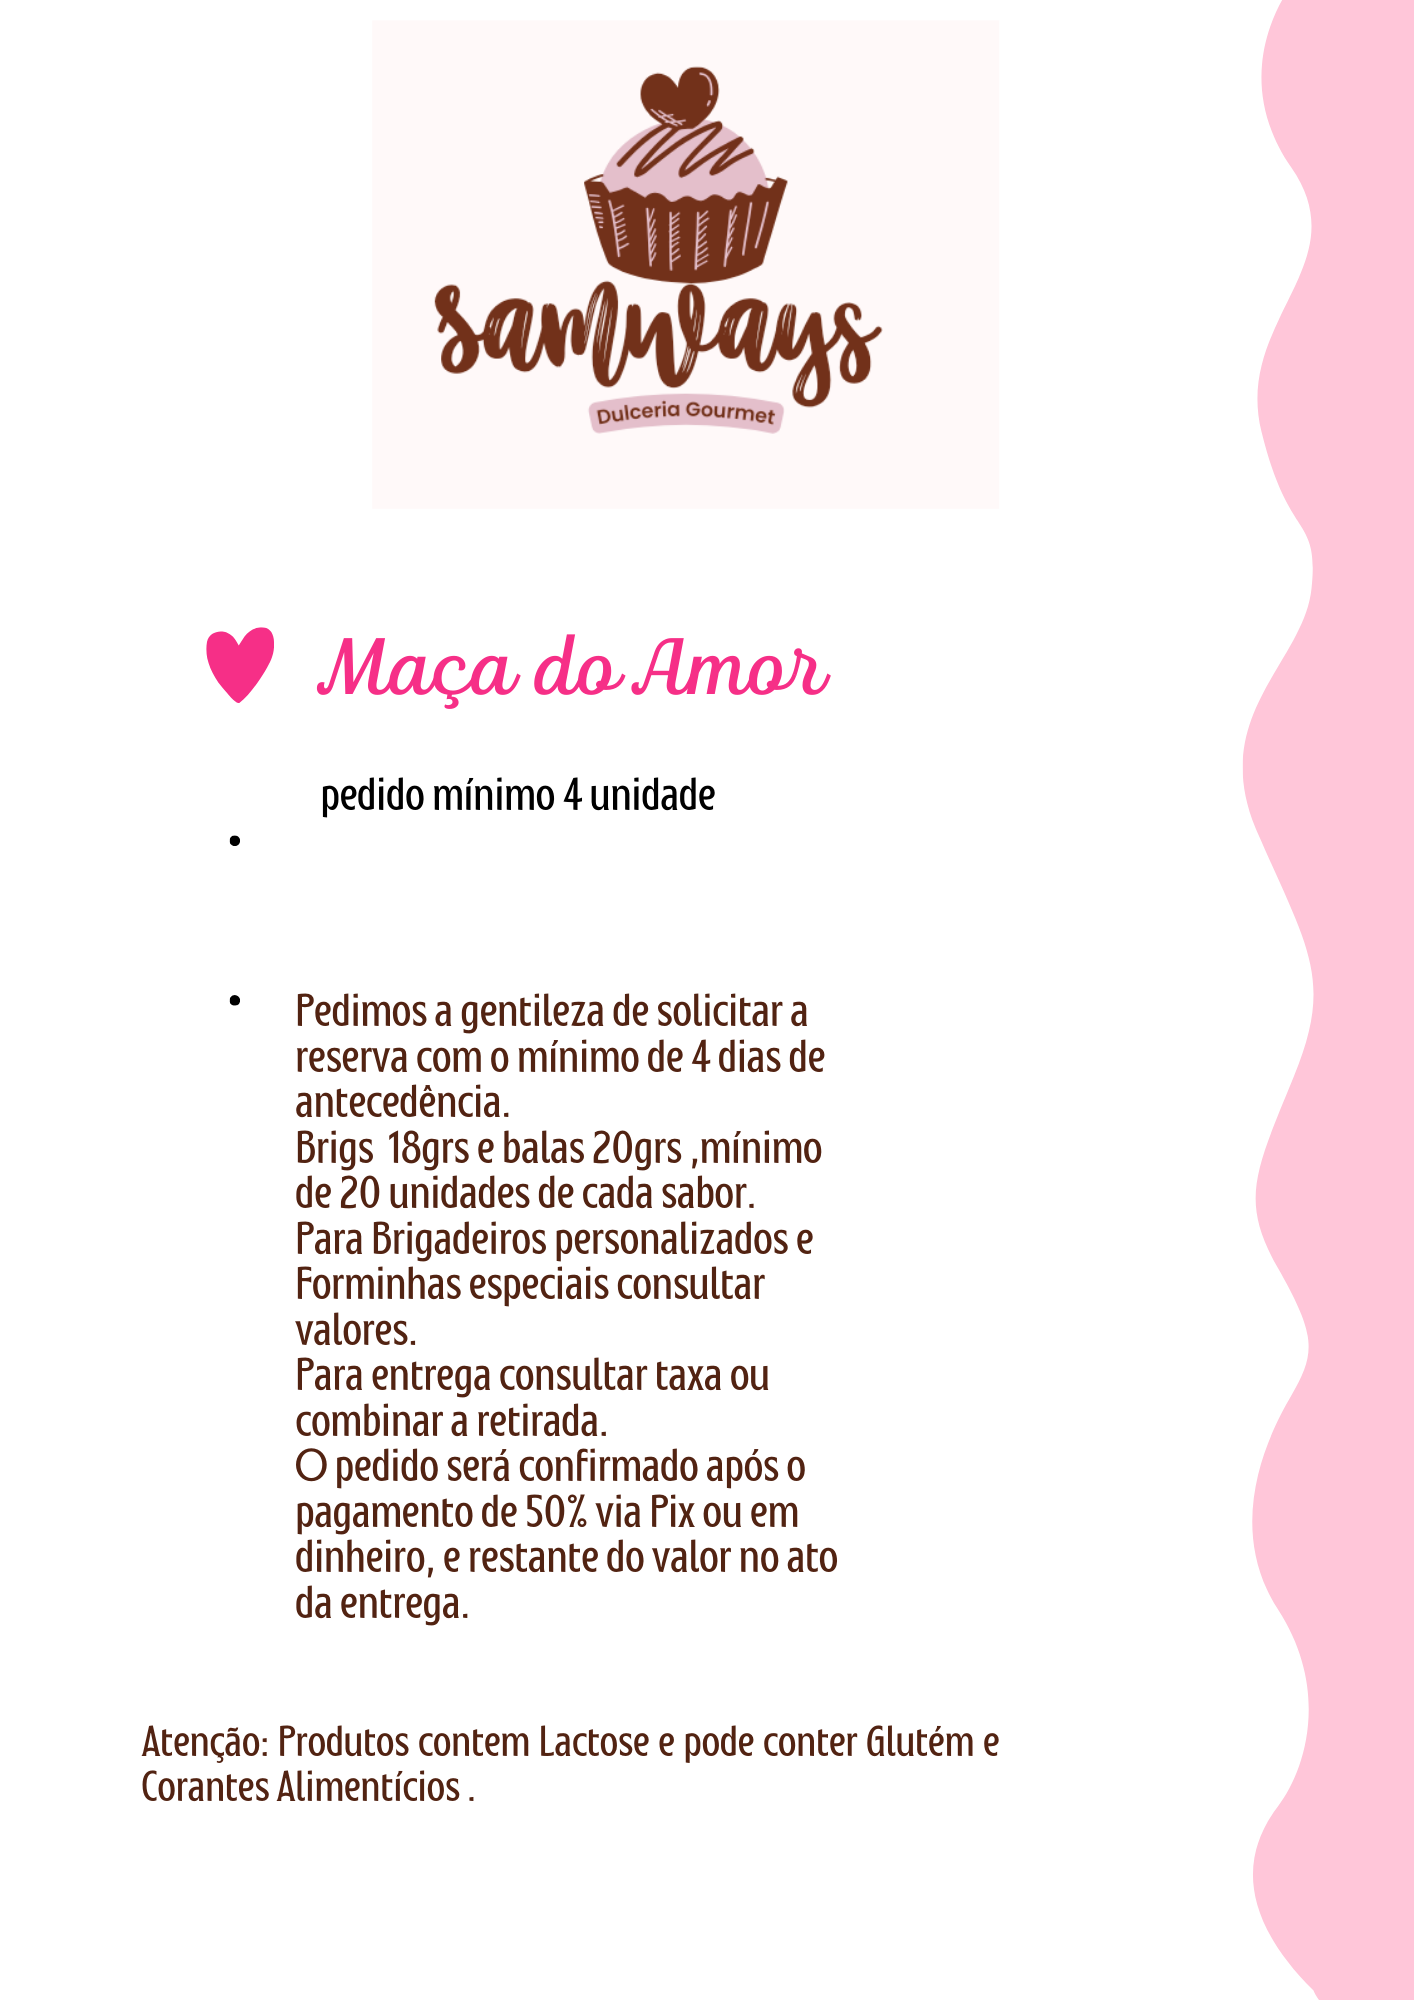 samways
Dulceria Gourmet
Maça do Amor
pedido mínimo 4 unidade
•
• Pedimos a gentileza de solicitar a
reserva com o mínimo de 4 dias de
antecedência.
Brigs 18grs e balas 20grs ,mínimo
de 20 unidades de cada sabor.
Para Brigadeiros personalizados e
Forminhas especiais consultar
valores.
Para entrega consultar taxa ou
combinar a retirada.
O pedido será confirmado após o
pagamento de 50% via Pix ou em
dinheiro, e restante do valor no ato
da entrega.
Atenção: Produtos contem Lactose e pode conter Glutém e
Corantes Alimentícios .